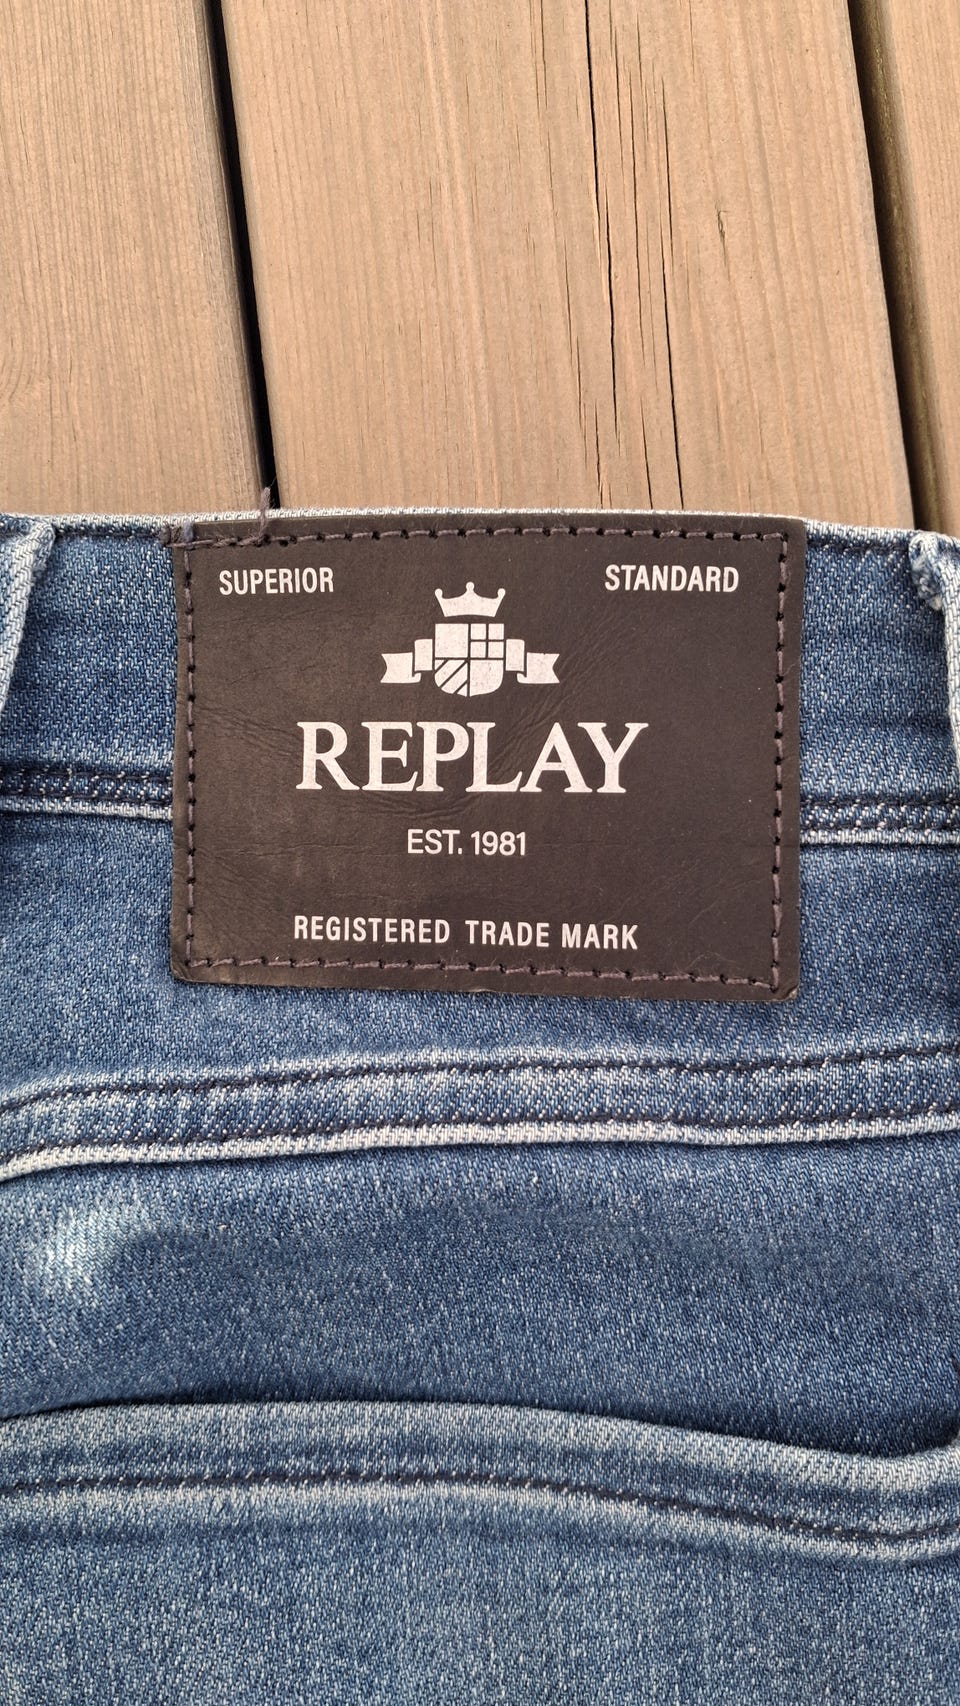 SUPERIOR STANDARD
REPLAY
EST. 1981
REGISTERED TRADE MARK